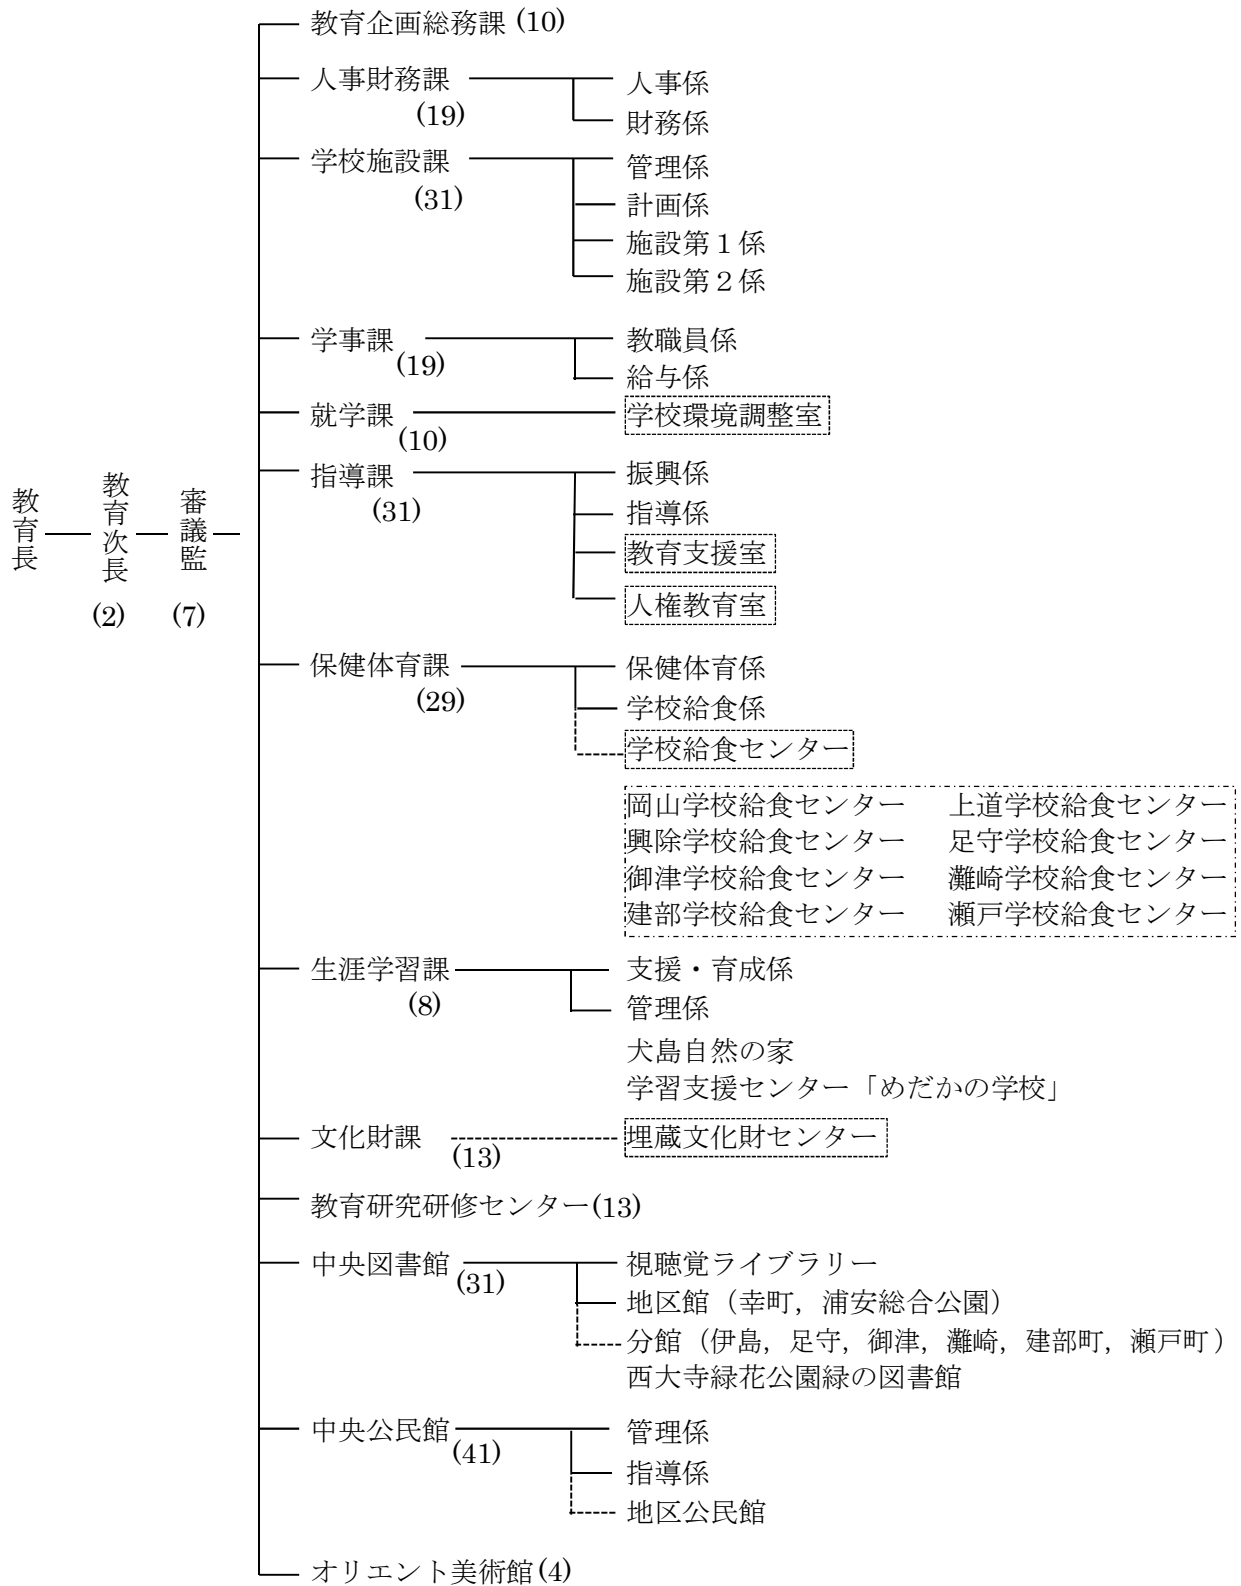 教育長
教育次長
(2)
審議監
(7)
教育企画総務課 (10)
人事財務課
(19)
人事係
財務係
学校施設課
(31)
管理係
計画係
施設第１係
施設第２係
学事課
(19)
教職員係
給与係
就学課
(10)
学校環境調整室
指導課
(31)
振興係
指導係
教育支援室
人権教育室
保健体育課
(29)
保健体育係
学校給食係
学校給食センター
岡山学校給食センター　上道学校給食センター
興除学校給食センター　足守学校給食センター
御津学校給食センター　灘崎学校給食センター
建部学校給食センター　瀬戸学校給食センター
生涯学習課
(8)
支援・育成係
管理係
犬島自然の家
学習支援センター「めだかの学校」
文化財課
(13)
埋蔵文化財センター
教育研究研修センター(13)
中央図書館
(31)
視聴覚ライブラリー
地区館（幸町，浦安総合公園）
分館（伊島，足守，御津，灘崎，建部町，瀬戸町）
西大寺緑花公園緑の図書館
中央公民館
(41)
管理係
指導係
地区公民館
オリエント美術館(4)